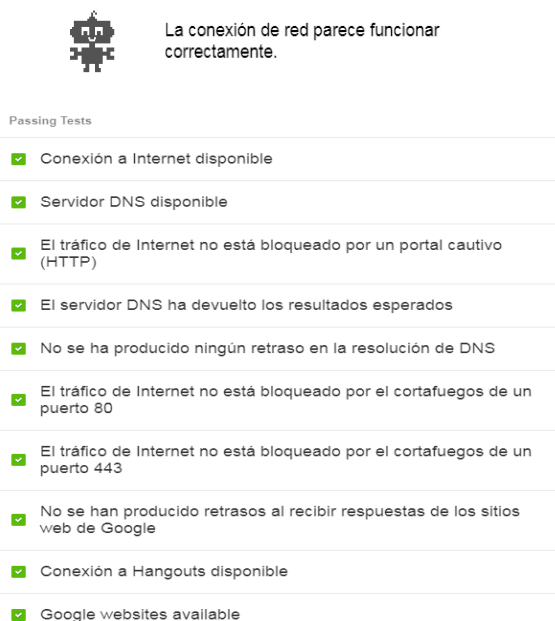 La conexión de red parece funcionar
correctamente.
Passing Tests
Conexión a Internet disponible
Servidor DNS disponible
El tráfico de Internet no está bloqueado por un portal cautivo
(HTTP)
El servidor DNS ha devuelto los resultados esperados
No se ha producido ningún retraso en la resolución de DNS
El tráfico de Internet no está bloqueado por el cortafuegos de un
puerto 80
El tráfico de Internet no está bloqueado por el cortafuegos de un
puerto 443
No se han producido retrasos al recibir respuestas de los sitios
web de Google
Conexión a Hangouts disponible
Google websites available